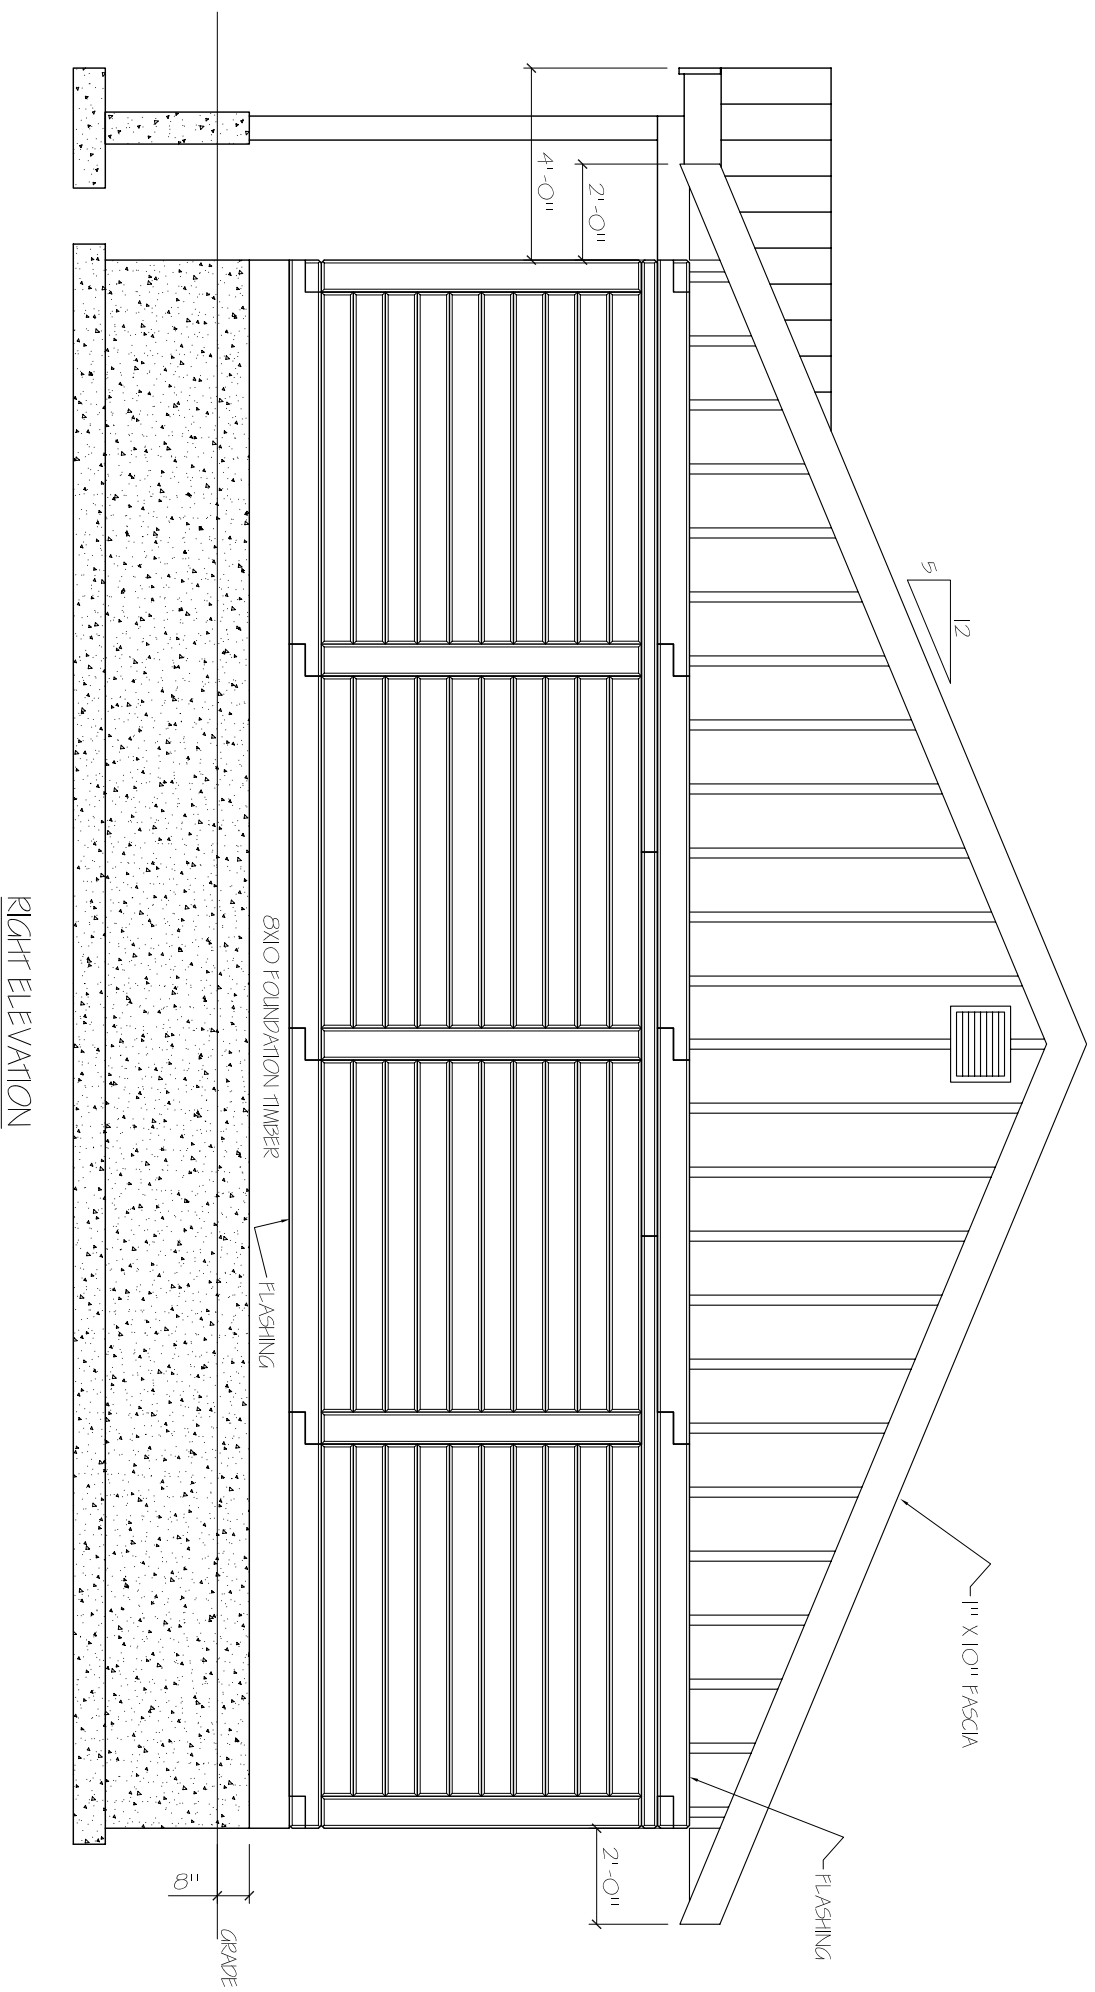 12
5
1" X 10" FASCIA
FLASHING
4'-0"
2'-0"
2'-0"
8X10 FOUNDATION TIMBER
FLASHING
8"
GRADE
RIGHT ELEVATION